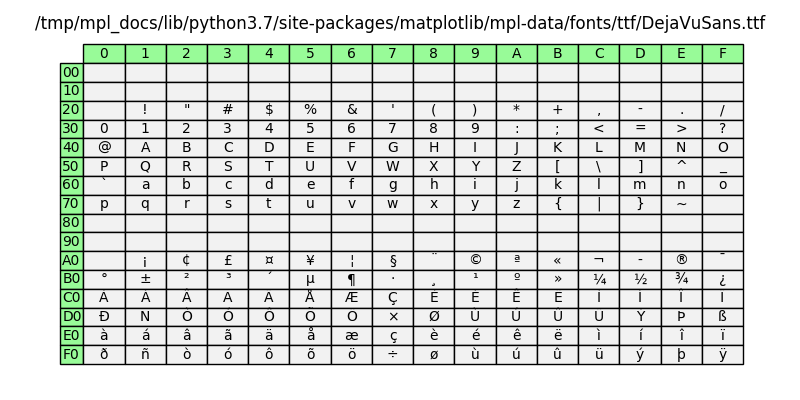 /tmp/mpl_docs/lib/python3.7/site-packages/matplotlib/mpl-data/fonts/ttf/DejaVuSans.ttf
0 1 2 3 4 5 6 7 8 9 A B C D E F
00
10
20 ! " # $ % & ' ( ) * + , - . /
30 0 1 2 3 4 5 6 7 8 9 : ; < = > ?
40 @ A B C D E F G H I J K L M N O
50 P Q R S T U V W X Y Z [ \ ] ^ _
60 ` a b c d e f g h i j k l m n o
70 p q r s t u v w x y z { | } ~
80
90
A0 ¡ ¢ £ ¤ ¥ ¦ § ¨ © ª « ¬ - ® ¯
B0 ° ± ² ³ ´ µ ¶ · ¸ ¹ º » ¼ ½ ¾ ¿
C0 À Á Â Ã Ä Å Æ Ç È É Ê Ë Ì Í Î Ï
D0 Ð Ñ Ò Ó Ô Õ Ö × Ø Ù Ú Û Ü Ý Þ ß
E0 à á â ã ä å æ ç è é ê ë ì í î ï
F0 ð ñ ò ó ô õ ö ÷ ø ù ú û ü ý þ ÿ